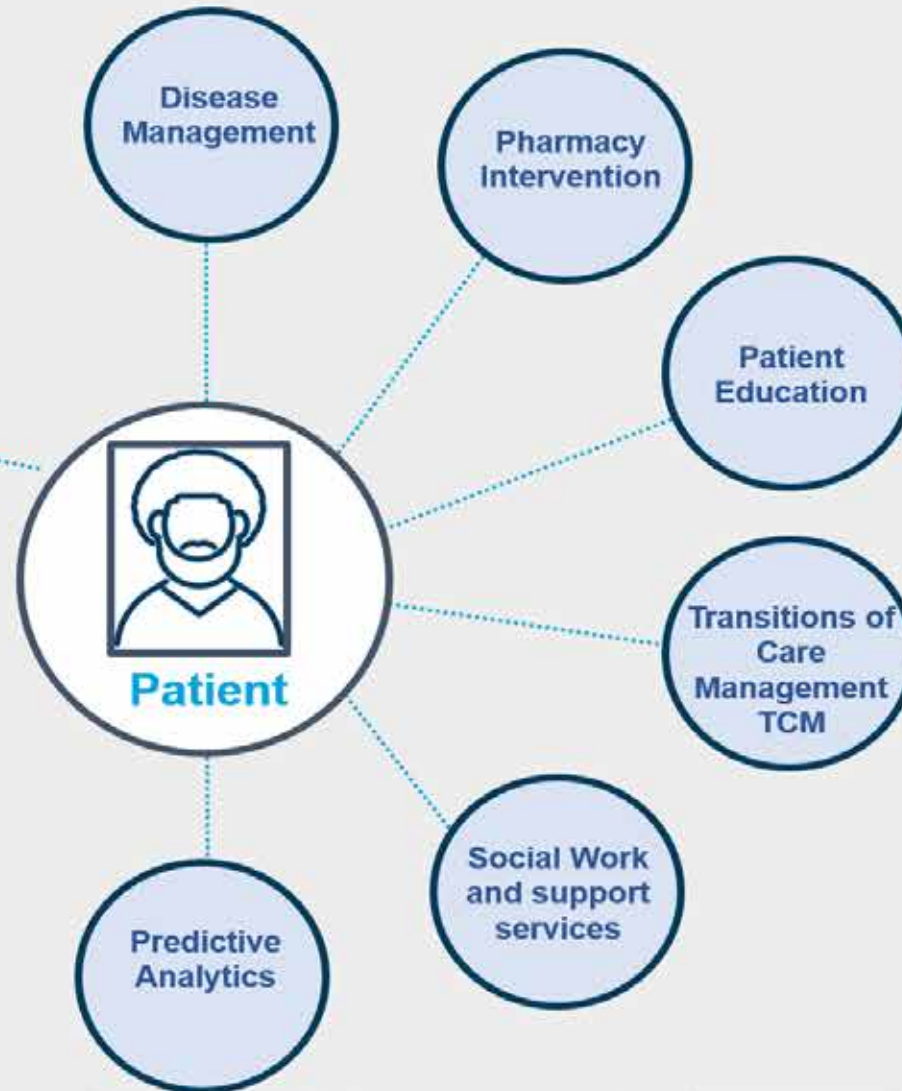 Disease
Management
Pharmacy
Intervention
Patient
Education
Transitions of
Care
Management
TCM
Patient
Social Work
and support
services
Predictive
Analytics